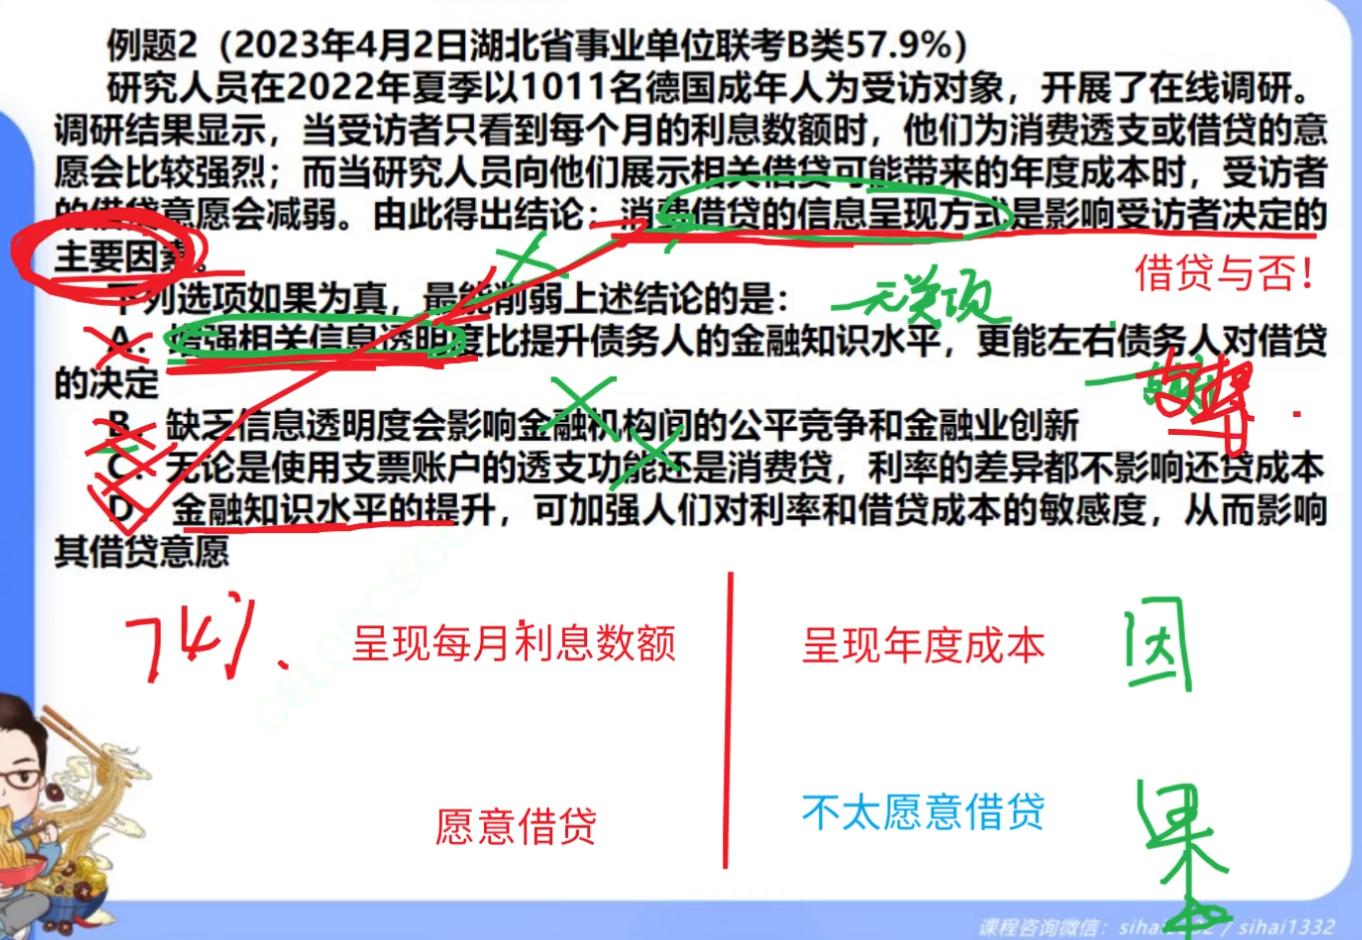 例题2（2023年4月2日湖北省事业单位联考B类57.9%）
研究人员在2022年夏季以1011名德国成年人为受访对象，开展了在线调研。
调研结果显示，当受访者只看到每个月的利息数额时，他们为消费透支或借贷的意
愿会比较强烈；而当研究人员向他们展示相关借贷可能带来的年度成本时，受访者
的借贷意愿会减弱。由此得出结论：消费借贷的信息呈现方式是影响受访者决定的
主要因素。
借贷与否！
下列选项如果为真，最能削弱上述结论的是：
无关项
A．增强相关信息透明度比提升债务人的金融知识水平，更能左右债务人对借贷
的决定
B．缺乏信息透明度会影响金融机构间的公平竞争和金融业创新
C．无论是使用支票账户的透支功能还是消费贷，利率的差异都不影响还贷成本
D．金融知识水平的提升，可加强人们对利率和借贷成本的敏感度，从而影响
其借贷意愿
呈现每月利息数额
呈现年度成本
因
愿意借贷
不太愿意借贷
果
课程咨询微信：sihai1332 / sihai1332